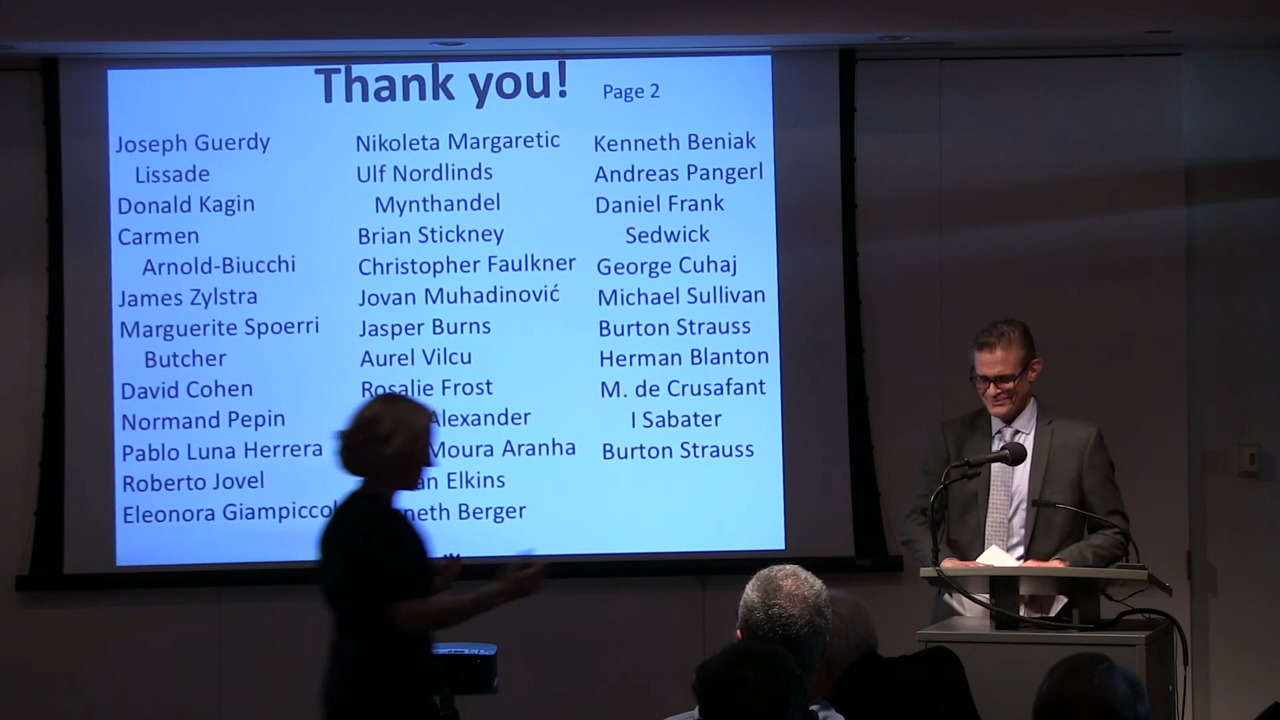 Thank you!
Page 2
Joseph Guerdy
Lissade
Donald Kagin
Carmen
Arnold-Biucchi
James Zylstra
Marguerite Spoerri
Butcher
David Cohen
Normand Pepin
Pablo Luna Herrera
Roberto Jovel
Eleonora
Nikoleta Margaretic
Ulf Nordlinds
Mynthandel
Brian Stickney
Christopher Faulkner
Jovan Muhadinović
Jasper Burns
Aurel Vilcu
Rosalie Frost
Alexander
Moura Aranha
Elkins
Berger
Kenneth Beniak
Andreas Pangerl
Daniel Frank
Sedwick
George Cuhaj
Michael Sullivan
Burton Strauss
Herman Blanton
M. de Crusafant
I Sabater
Burton Strauss